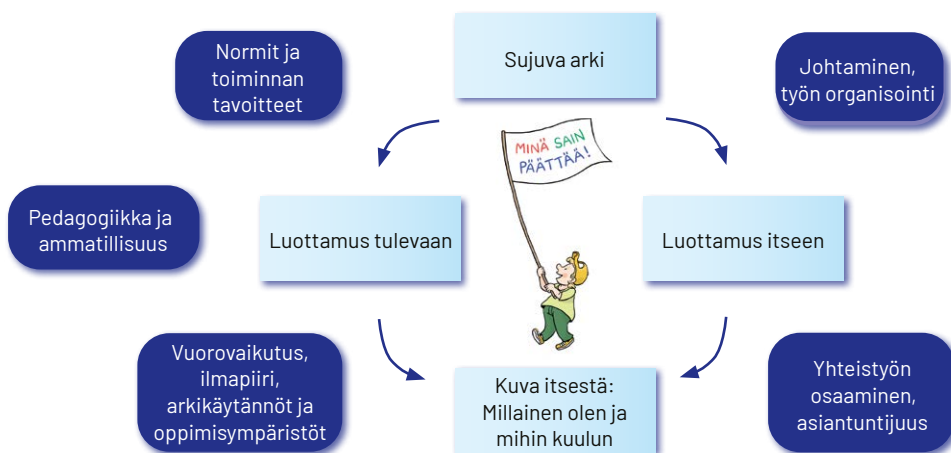 Normit ja
toiminnan
tavoitteet
Sujuva arki
Johtaminen,
työn organisointi
MINÄ SAIN
PÄÄTTÄÄ!
Pedagogiikka ja
ammatillisuus
Luottamus tulevaan
Luottamus itseen
Vuorovaikutus,
ilmapiiri,
arkikäytännöt ja
oppimisympäristöt
Kuva itsestä:
Millainen olen ja
mihin kuulun
Yhteistyön
osaaminen,
asiantuntijuus